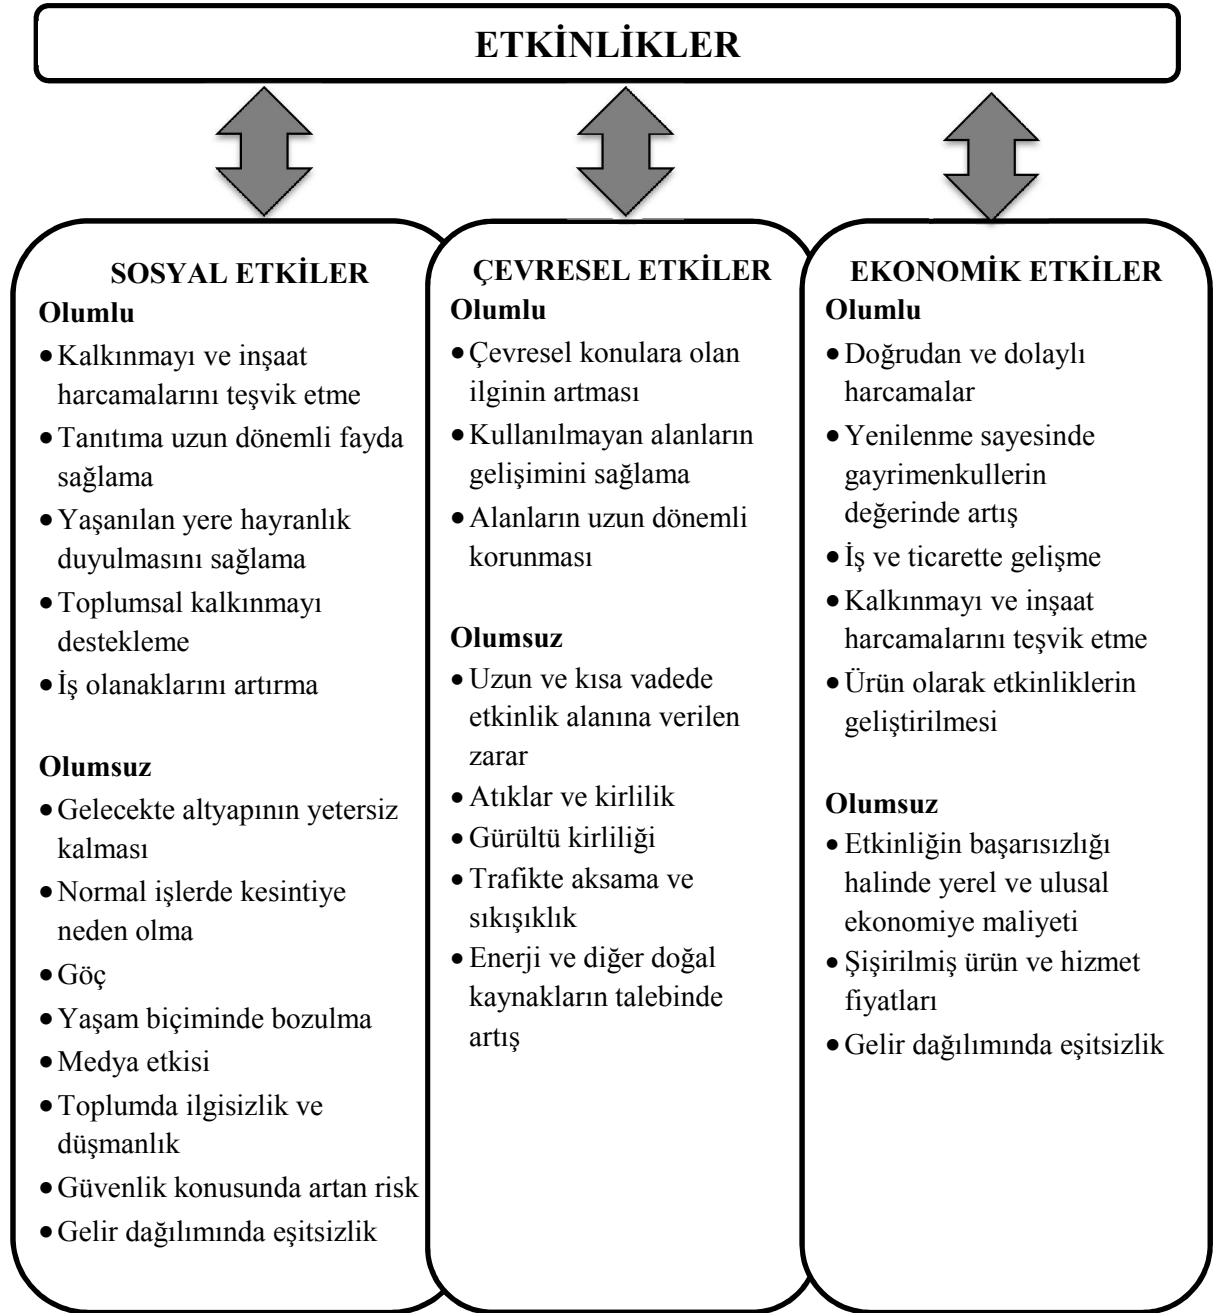 ETKİNLİKLER
SOSYAL ETKİLER
Olumlu
• Kalkınmayı ve inşaat
harcamalarını teşvik etme
• Tanıtıma uzun dönemli fayda
sağlama
• Yaşanılan yere hayranlık
duyulmasını sağlama
• Toplumsal kalkınmayı
destekleme
• İş olanaklarını artırma
Olumsuz
• Gelecekte altyapının yetersiz
kalması
• Normal işlerde kesintiye
neden olma
• Göç
• Yaşam biçiminde bozulma
• Medya etkisi
• Toplumda ilgisizlik ve
düşmanlık
• Güvenlik konusunda artan risk
• Gelir dağılımında eşitsizlik
ÇEVRESEL ETKİLER
Olumlu
• Çevresel konulara olan
ilginin artması
• Kullanılmayan alanların
gelişimini sağlama
• Alanların uzun dönemli
korunması
Olumsuz
• Uzun ve kısa vadede
etkinlik alanına verilen
zarar
• Atıklar ve kirlilik
• Gürültü kirliliği
• Trafikte aksama ve
sıkışıklık
• Enerji ve diğer doğal
kaynakların talebinde
artış
EKONOMİK ETKİLER
Olumlu
• Doğrudan ve dolaylı
harcamalar
• Yenilenme sayesinde
gayrimenkullerin
değerinde artış
• İş ve ticarette gelişme
• Kalkınmayı ve inşaat
harcamalarını teşvik etme
• Ürün olarak etkinliklerin
geliştirilmesi
Olumsuz
• Etkinliğin başarısızlığı
halinde yerel ve ulusal
ekonomiye maliyeti
• Şişirilmiş ürün ve hizmet
fiyatları
• Gelir dağılımında eşitsizlik